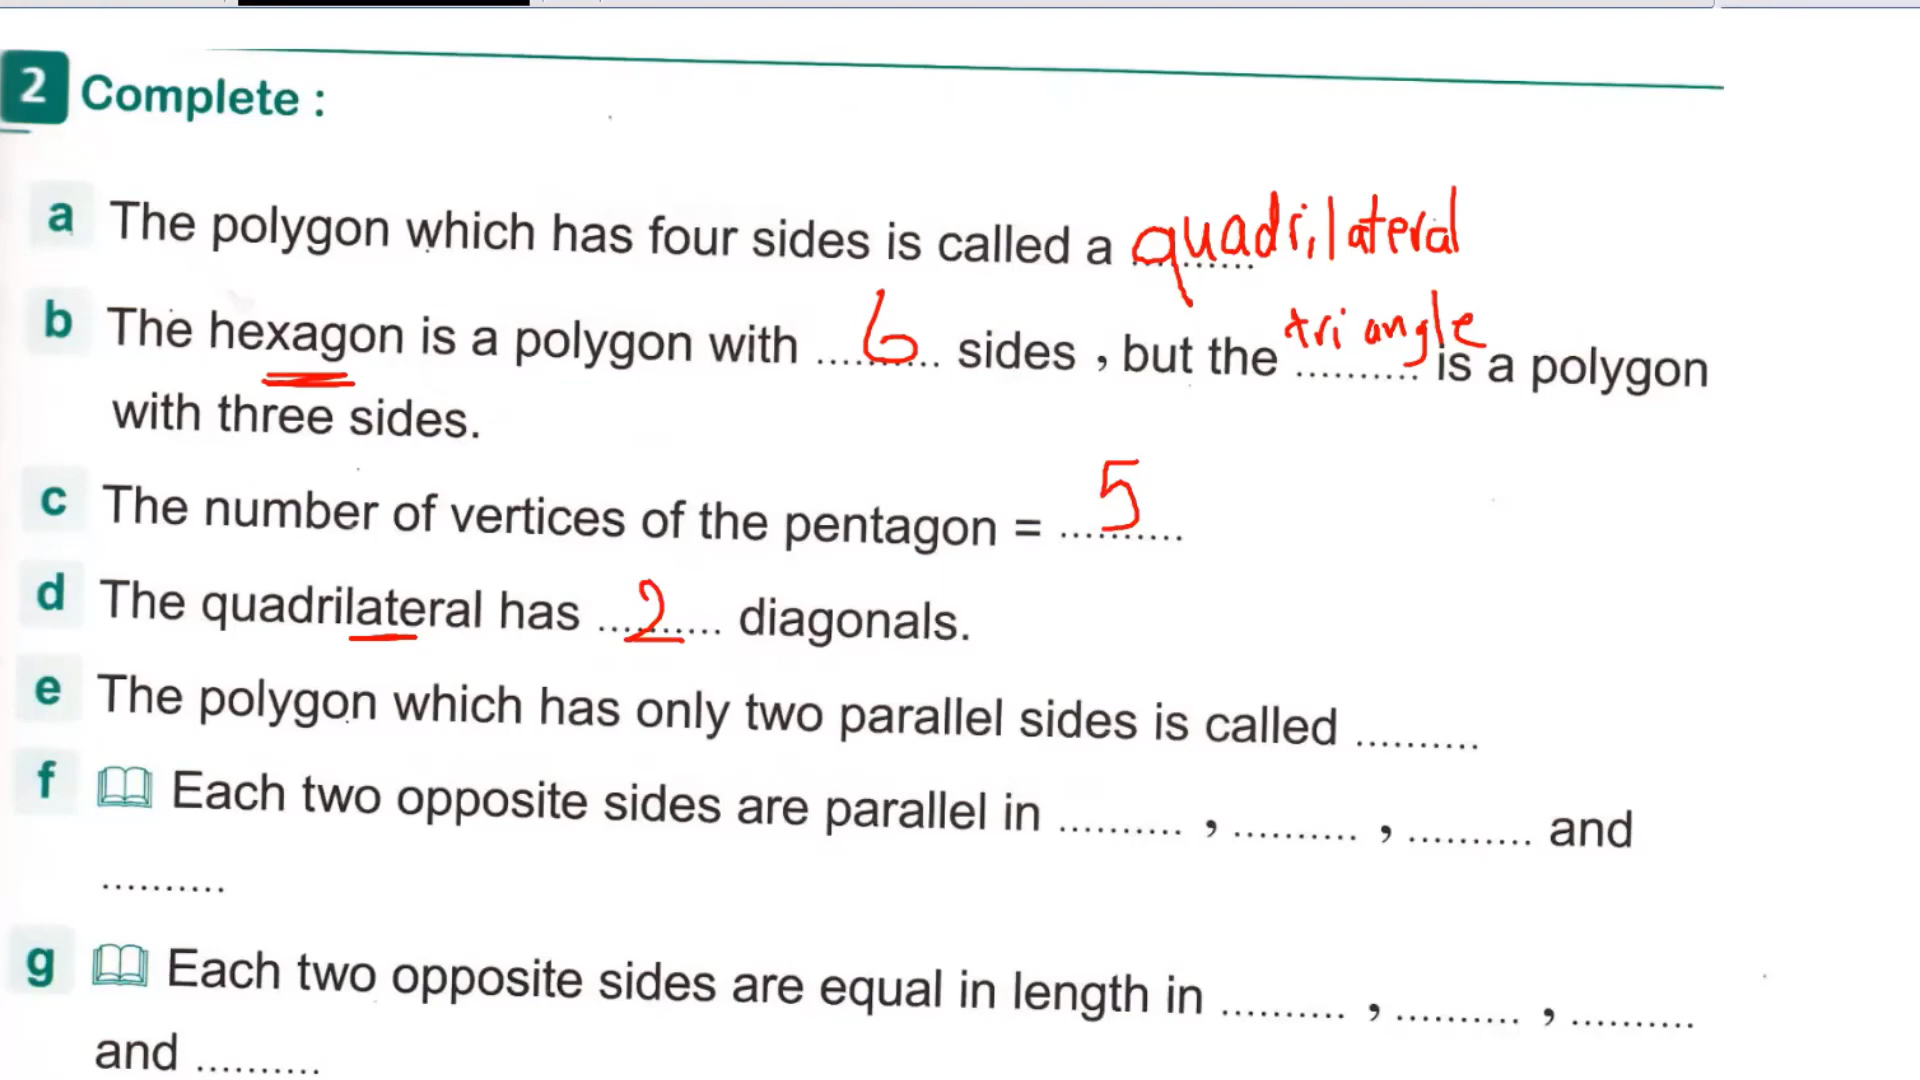 2 Complete :
a The polygon which has four sides is called a quadrilateral
b The hexagon is a polygon with 6 sides , but the triangle is a polygon
with three sides.
c The number of vertices of the pentagon = 5
d The quadrilateral has 2 diagonals.
e The polygon which has only two parallel sides is called ..........
f Each two opposite sides are parallel in .......... , .......... , .......... and
..........
g Each two opposite sides are equal in length in .......... , .......... , ..........
and ..........